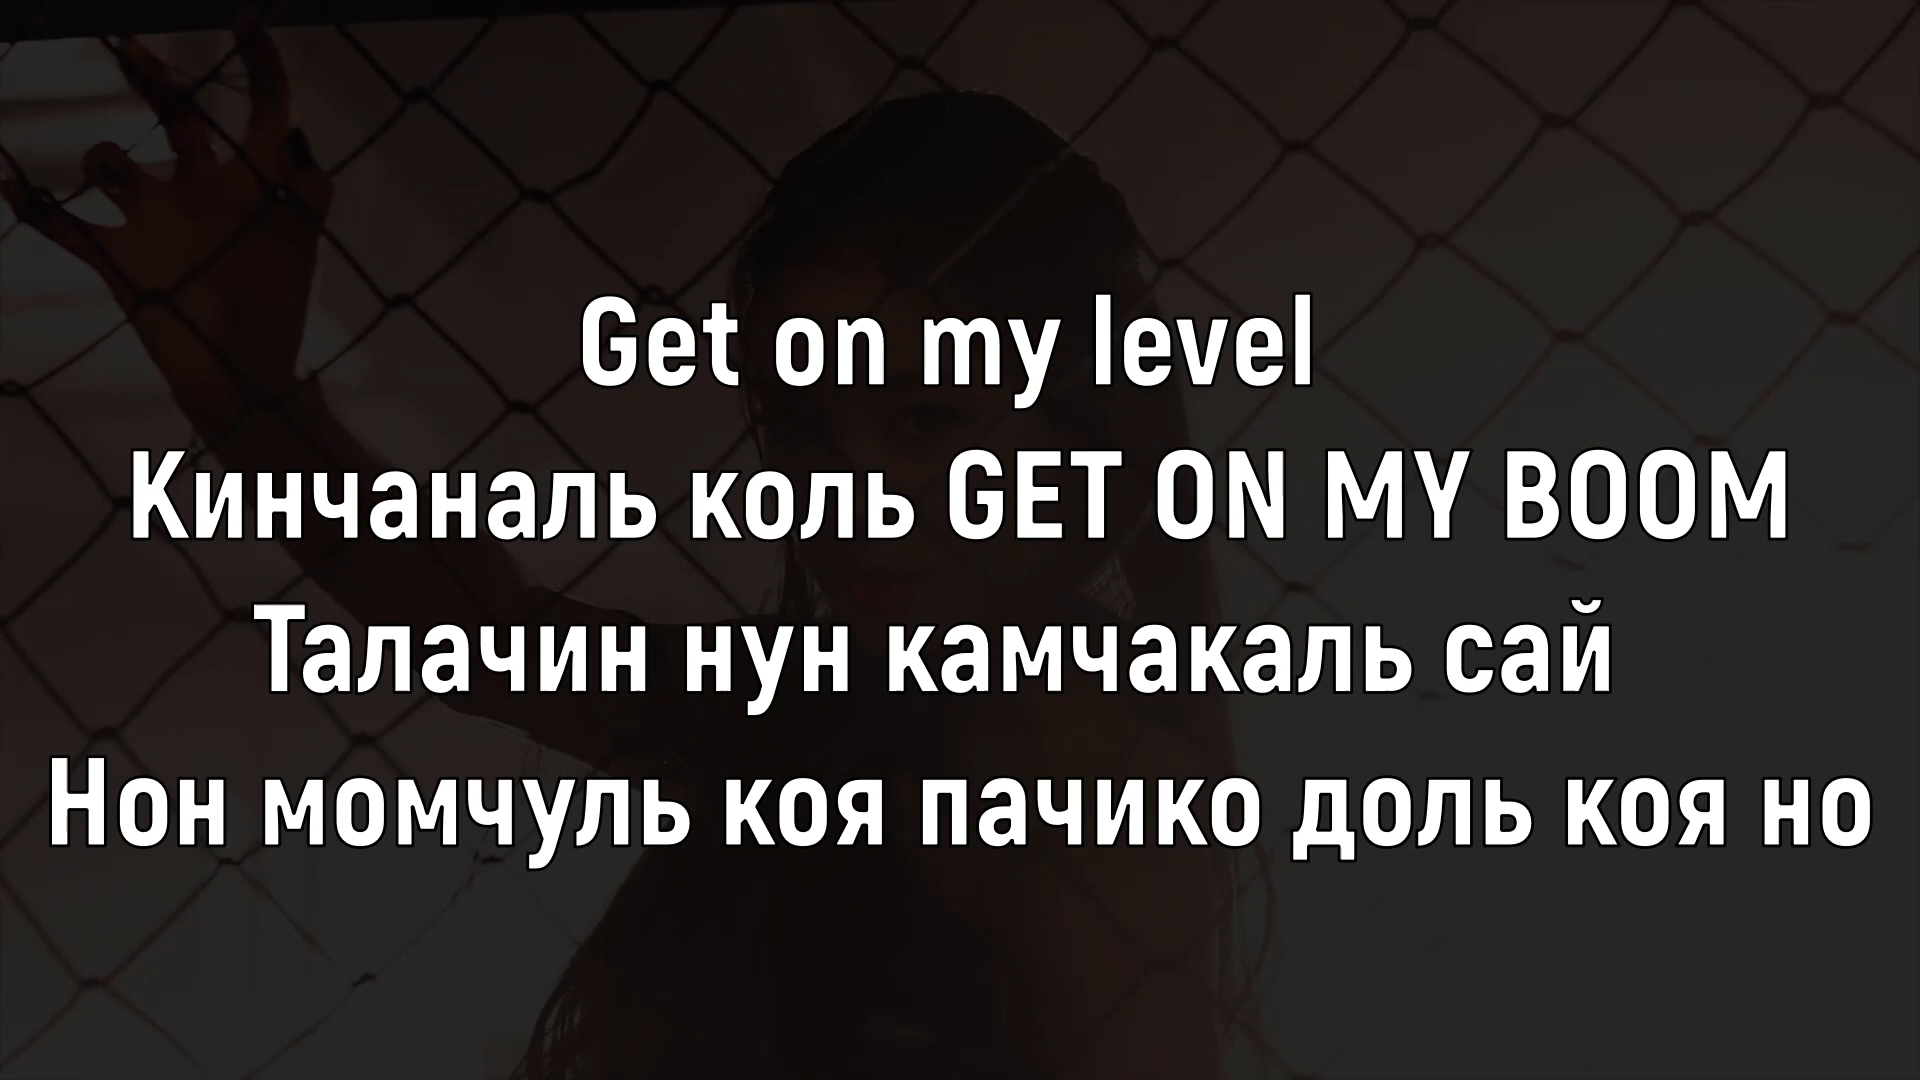 Get on my level
Кинчаналь коль GET ON MY BOOM
Талачин нун камчакаль сай
Нон момчуль коя пачико доль коя но